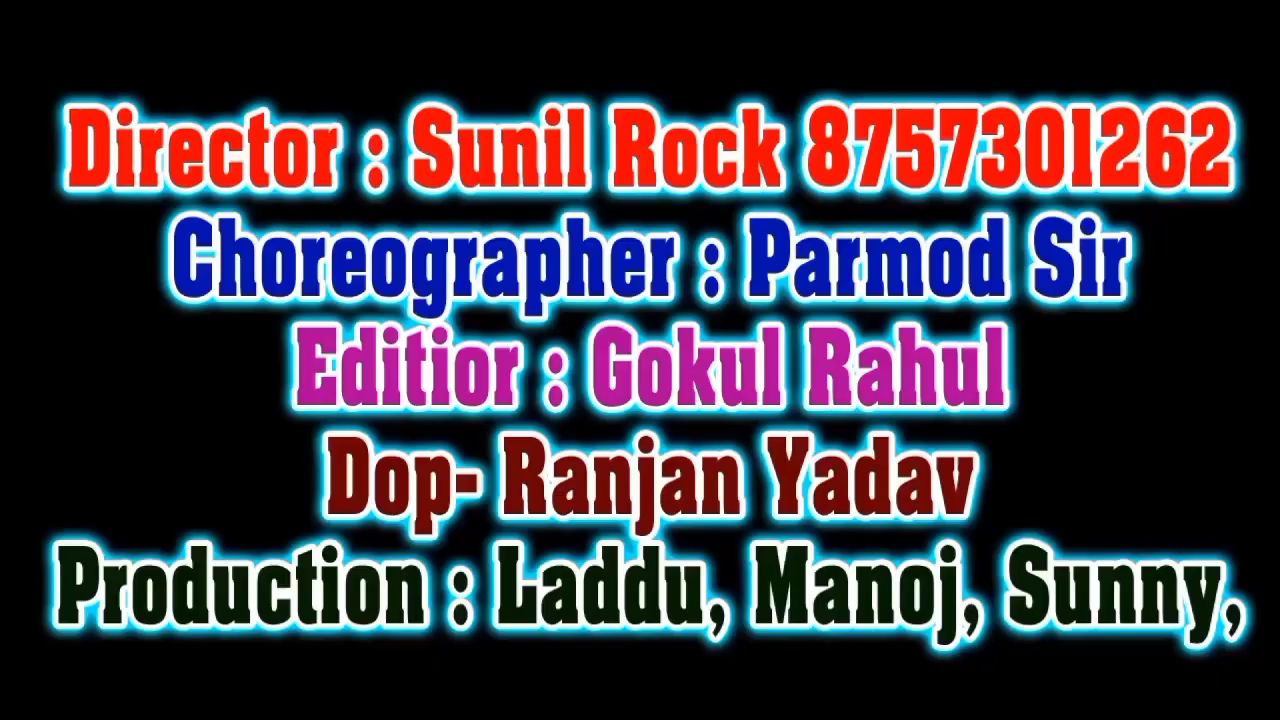 Director : Sunil Rock 8757301262
Choreographer : Parmod Sir
Editior : Gokul Rahul
Dop- Ranjan Yadav
Production : Laddu, Manoj, Sunny,